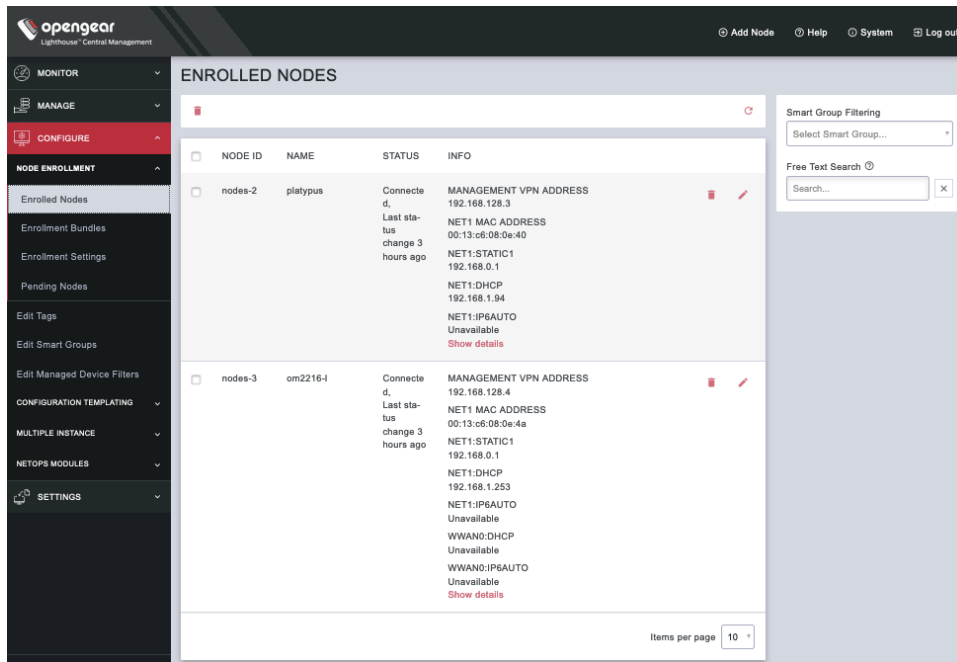 opengear
Lighthouse™ Central Management
Add Node
Help
System
Log out
MONITOR
MANAGE
CONFIGURE
NODE ENROLLMENT
Enrolled Nodes
Enrollment Bundles
Enrollment Settings
Pending Nodes
Edit Tags
Edit Smart Groups
Edit Managed Device Filters
CONFIGURATION TEMPLATING
MULTIPLE INSTANCE
NETOPS MODULES
SETTINGS
ENROLLED NODES
NODE ID NAME STATUS INFO
nodes-2
platypus
Connecte
d,
Last sta-
tus
change 3
hours ago
MANAGEMENT VPN ADDRESS
192.168.128.3
NET1 MAC ADDRESS
00:13:c6:08:0e:40
NET1:STATIC1
192.168.0.1
NET1:DHCP
192.168.1.94
NET1:IP6AUTO
Unavailable
Show details
nodes-3
om2216-l
Connecte
d,
Last sta-
tus
change 3
hours ago
MANAGEMENT VPN ADDRESS
192.168.128.4
NET1 MAC ADDRESS
00:13:c6:08:0e:4a
NET1:STATIC1
192.168.0.1
NET1:DHCP
192.168.1.253
NET1:IP6AUTO
Unavailable
WWAN0:DHCP
Unavailable
WWAN0:IP6AUTO
Unavailable
Show details
Items per page 10
Smart Group Filtering
Select Smart Group...
Free Text Search
Search...